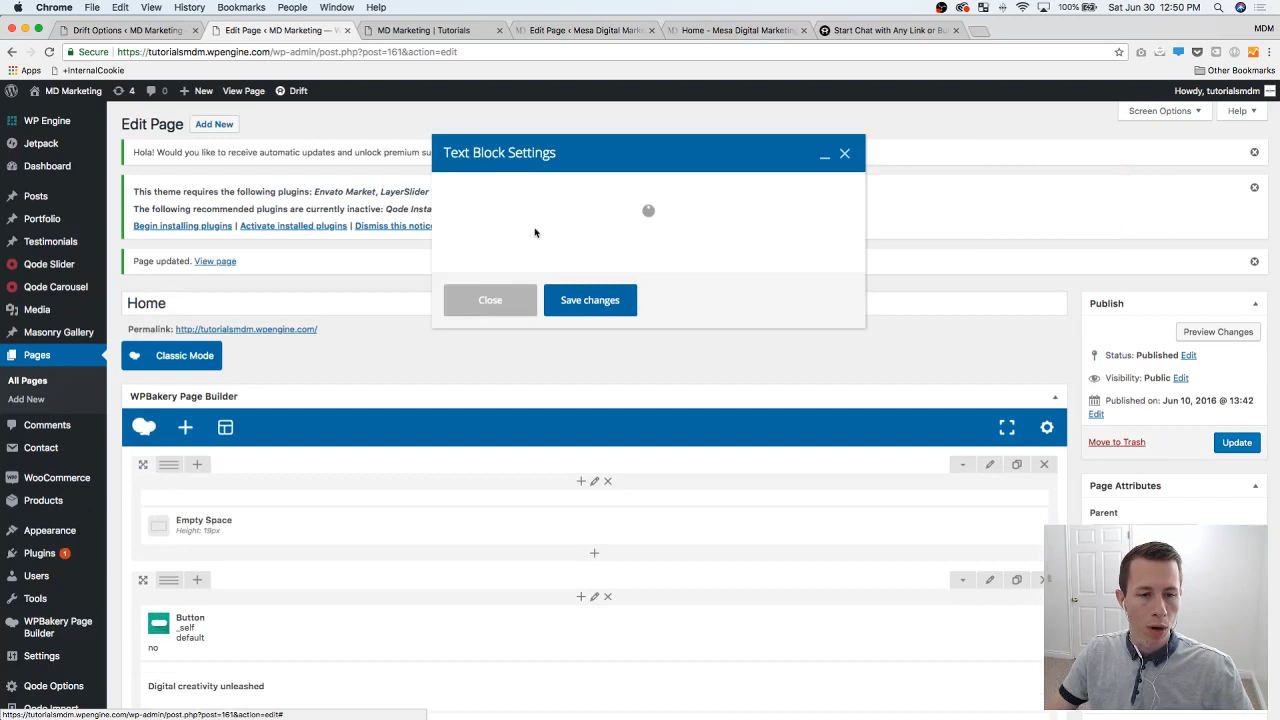 Chrome File Edit View History Bookmarks People Window Help 100% Sat Jun 30 12:50 PM
Drift Options ‹ MD Marketing Edit Page ‹ MD Marketing — MD Marketing | Tutorials Edit Page ‹ Mesa Digital Market Home - Mesa Digital Marketing Start Chat with Any Link or Bu MDM
Secure https://tutorialsmdm.wpengine.com/wp-admin/post.php?post=161&action=edit
Apps +InternalCookie Other Bookmarks
MD Marketing 4 0 New View Page Drift Howdy, tutorialsmdm
WP Engine
Jetpack
Dashboard
Posts
Portfolio
Testimonials
Qode Slider
Qode Carousel
Media
Masonry Gallery
Pages
All Pages
Add New
Comments
Contact
WooCommerce
Products
Appearance
Plugins 1
Users
Tools
WPBakery Page
Builder
Settings
Qode Options
Qode Import
Edit Page Add New
Screen Options Help
Hola! Would you like to receive automatic updates and unlock premium su
This theme requires the following plugins: Envato Market, LayerSlider
The following recommended plugins are currently inactive: Qode Insta
Begin installing plugins | Activate installed plugins | Dismiss this notice
Page updated. View page
Text Block Settings
Close Save changes
Home
Permalink: http://tutorialsmdm.wpengine.com/
Classic Mode
WPBakery Page Builder
Empty Space
Height: 19px
Button
_self
default
no
Digital creativity unleashed
Publish
Preview Changes
Status: Published Edit
Visibility: Public Edit
Published on: Jun 10, 2016 @ 13:42
Edit
Move to Trash Update
Page Attributes
Parent
https://tutorialsmdm.wpengine.com/wp-admin/post.php?post=161&action=edit#